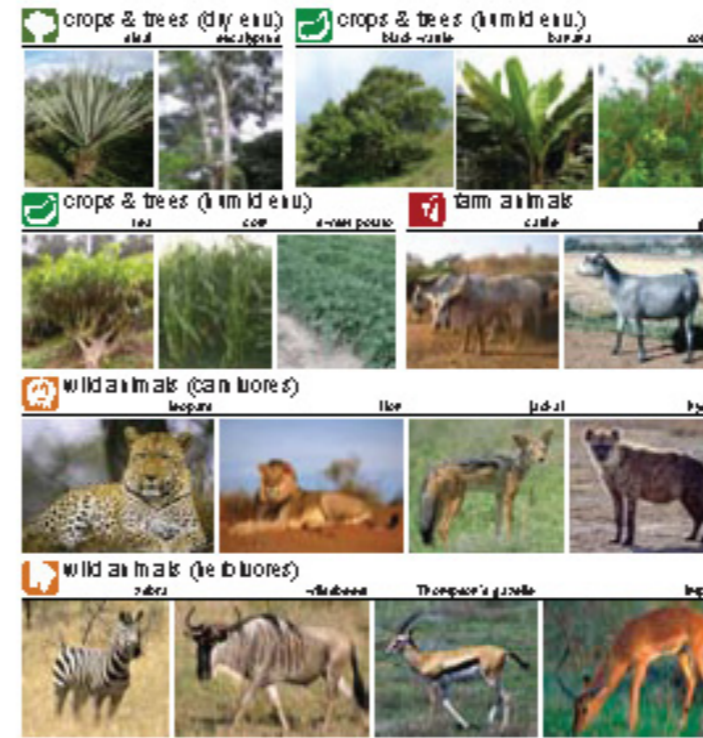 crops & trees (dry env.) crops & trees (humid env.)
sisal eucalyptus black wattle banana
crops & trees (humid env.) farm animals
tea corn sweet potato cattle
wild animals (carnivores)
leopard lion jackal
wild animals (herbivores)
zebra wildebeest Thompson's gazelle